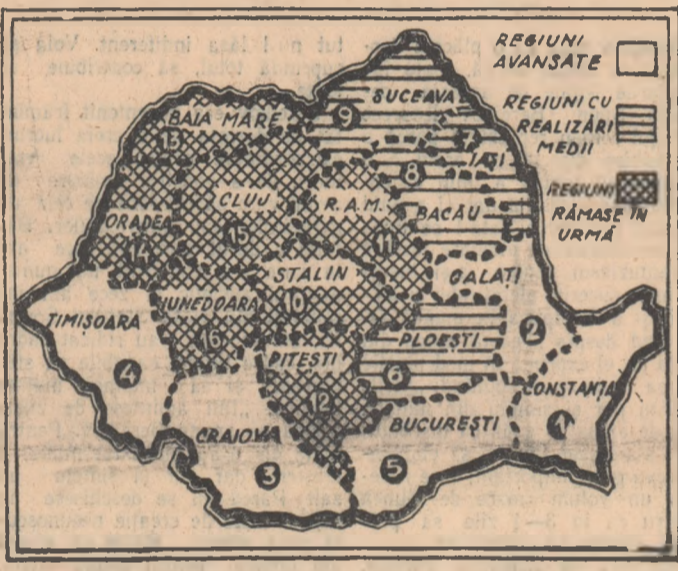 REGIUNI
AVANSATE
REGIUNI CU
REALIZĂRI
MEDII
REGIUNI
RĂMASE ÎN
URMĂ
SUCEAVA
9
BAIA MARE
13
7
IAȘI
8
CLUJ
R.A.M.
BACĂU
ORADEA
14
15
11
STALIN
GALAȚI
10
HUNEDOARA
TIMIȘOARA
16
PLOEȘTI
2
PITEȘTI
4
6
CONSTANȚA
12
CRAIOVA
BUCUREȘTI
1
3
5